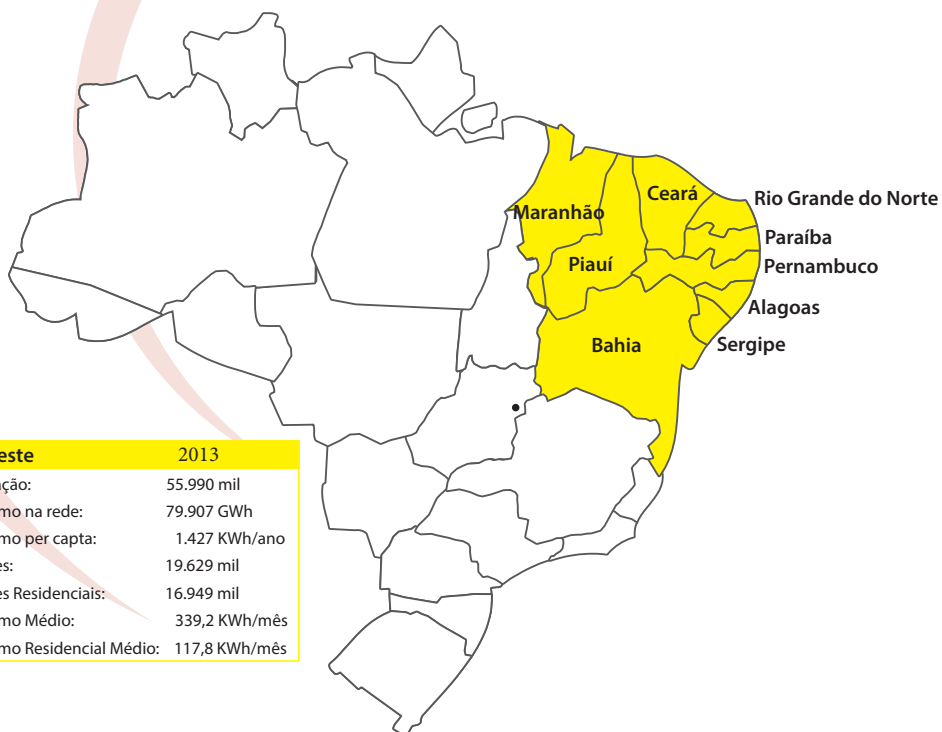 Ceará
Rio Grande do Norte
Maranhão
Paraíba
Piauí
Pernambuco
Alagoas
Bahia
Sergipe
este 2013
ção: 55.990 mil
mo na rede: 79.907 GWh
mo per capta: 1.427 KWh/ano
es: 19.629 mil
es Residenciais: 16.949 mil
mo Médio: 339,2 KWh/mês
mo Residencial Médio: 117,8 KWh/mês